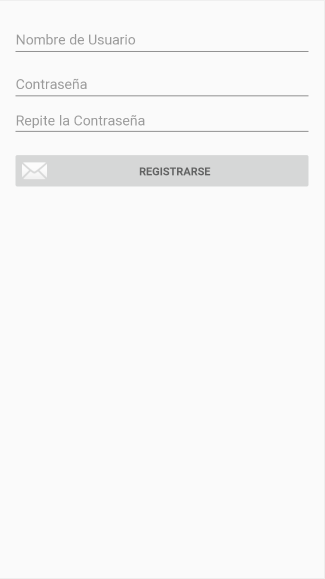 Nombre de Usuario
Contraseña
Repite la Contraseña
REGISTRARSE